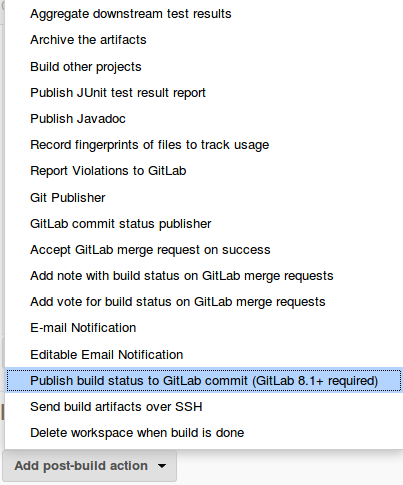 Aggregate downstream test results
Archive the artifacts
Build other projects
Publish JUnit test result report
Publish Javadoc
Record fingerprints of files to track usage
Report Violations to GitLab
Git Publisher
GitLab commit status publisher
Accept GitLab merge request on success
Add note with build status on GitLab merge requests
Add vote for build status on GitLab merge requests
E-mail Notification
Editable Email Notification
Publish build status to GitLab commit (GitLab 8.1+ required)
Send build artifacts over SSH
Delete workspace when build is done
Add post-build action